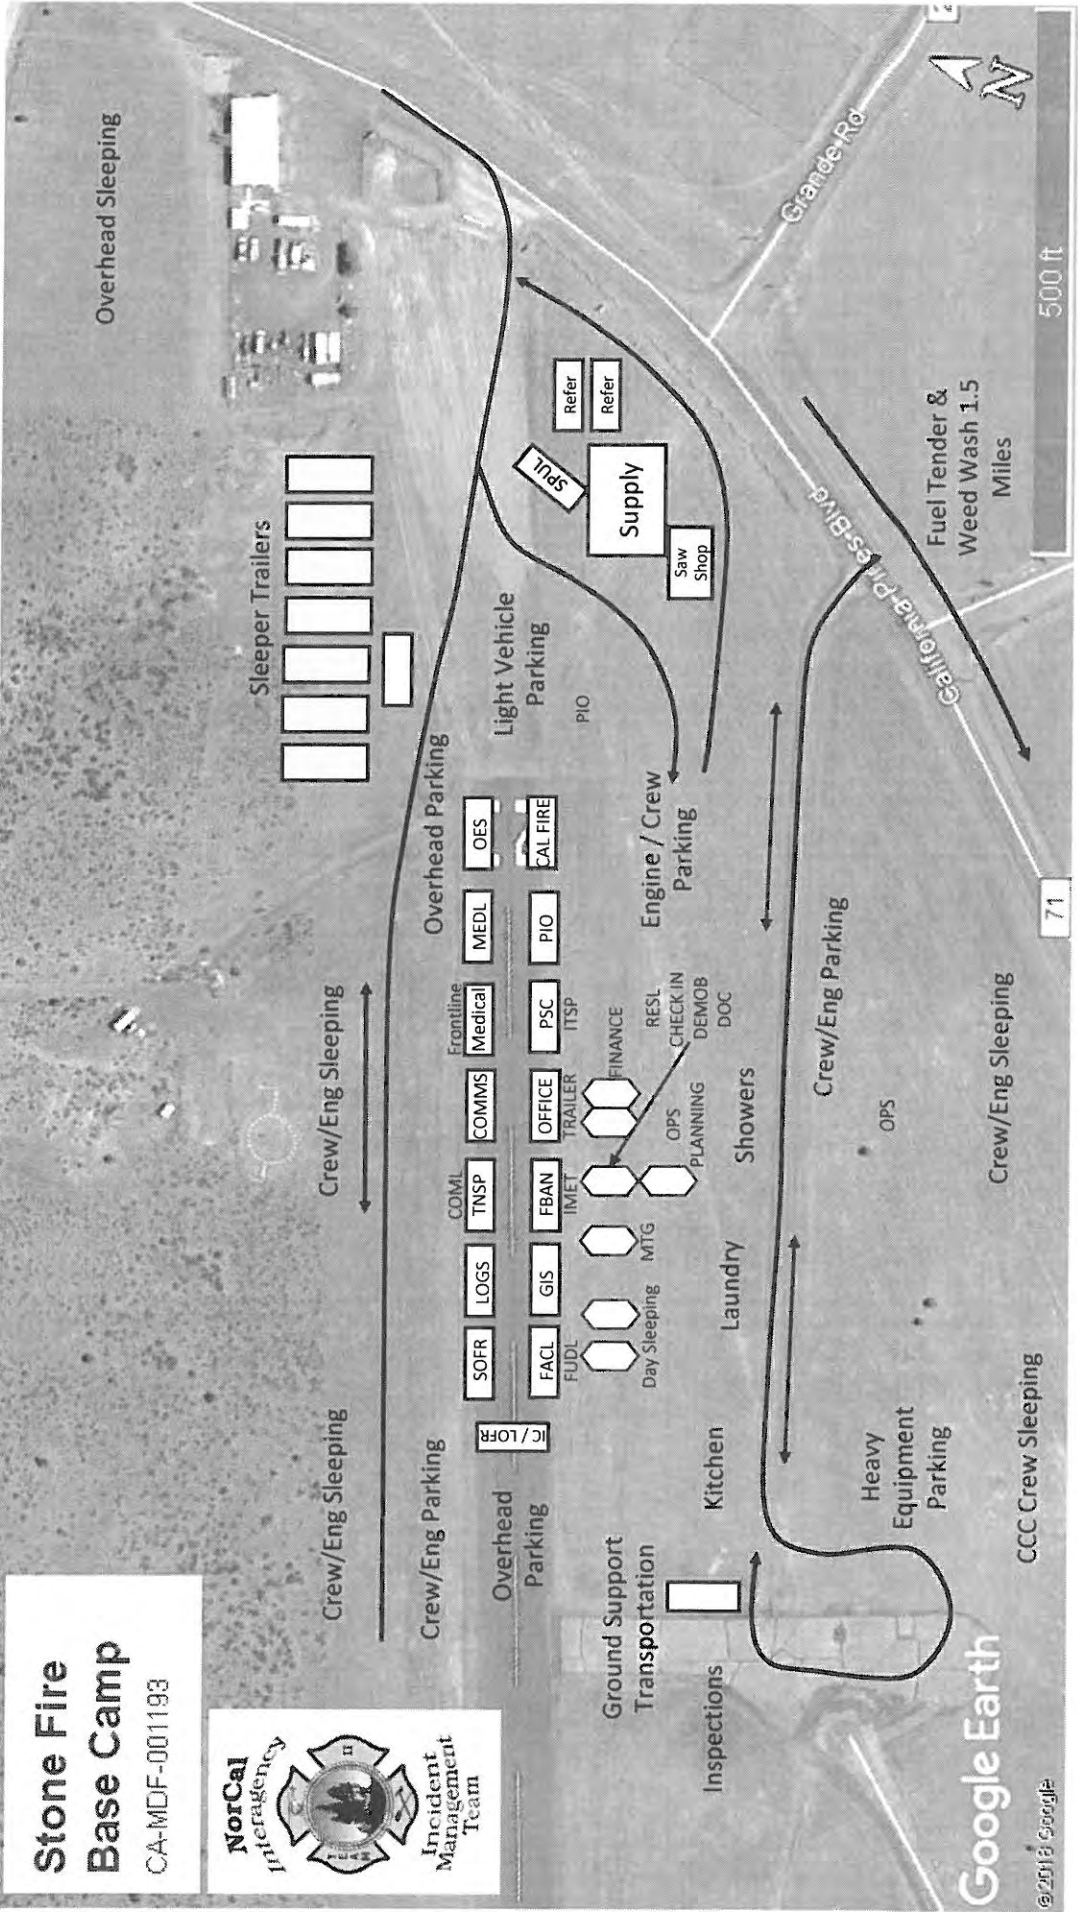 Stone Fire
Base Camp
CA-MDF-001193
NorCal
Interagency
TEAM
II
Incident
Management
Team
Overhead Sleeping
Sleeper Trailers
Crew/Eng Sleeping
Crew/Eng Sleeping
Crew/Eng Parking
Overhead Parking
Overhead
Parking
IC / LOFR
SOFR
LOGS
COML
TNSP
COMMS
Frontline
Medical
MEDL
OES
FACL
FUDL
GIS
FBAN
IMET
OFFICE
TRAILER
PSC
ITSP
PIO
CAL FIRE
Light Vehicle
Parking
PIO
SPUL
Supply
Refer
Refer
Saw
Shop
Day Sleeping
MTG
OPS
PLANNING
FINANCE
RESL
CHECK IN
DEMOB
DOC
Engine / Crew
Parking
Ground Support
Transportation
Inspections
Kitchen
Laundry
Showers
Heavy
Equipment
Parking
OPS
Crew/Eng Parking
CCC Crew Sleeping
Crew/Eng Sleeping
71
California-Pines-Blvd
Grande-Rd
Fuel Tender &
Weed Wash 1.5
Miles
N
500 ft
Google Earth
© 2018 Google